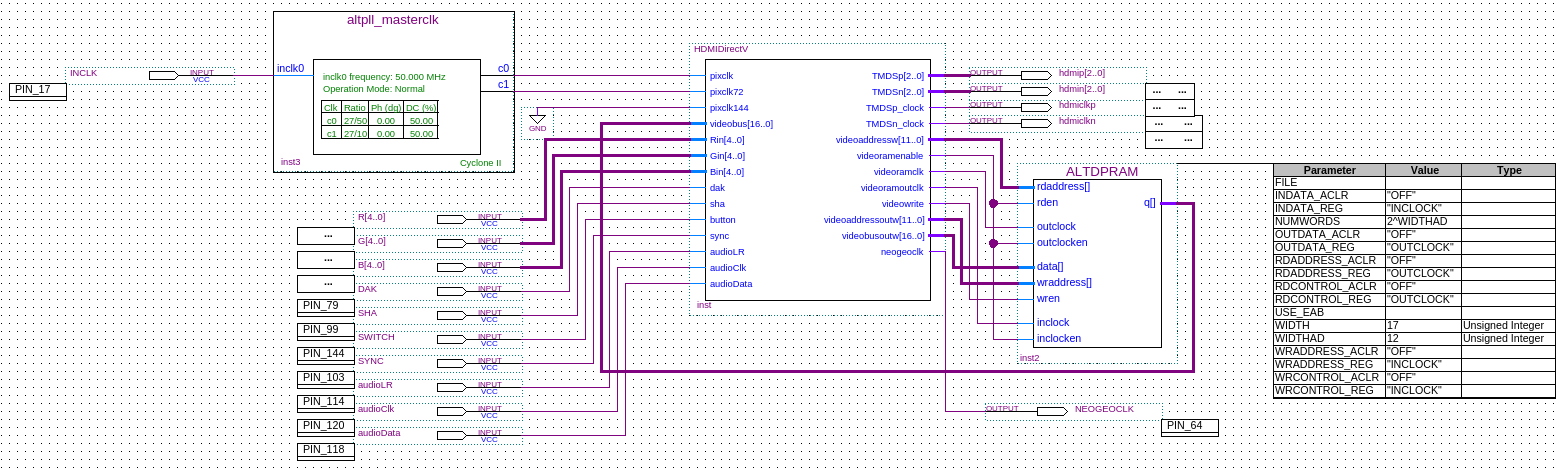 altpll_masterclk
INCLK
INPUT
VCC
PIN_17
inclk0
c0
c1
inclk0 frequency: 50.000 MHz
Operation Mode: Normal
Clk Ratio Ph (dg) DC (%)
c0 27/50 0.00 50.00
c1 27/10 0.00 50.00
inst3
Cyclone II
HDMIDirectV
pixclk
pixclk72
pixclk144
videobus[16..0]
Rin[4..0]
Gin[4..0]
Bin[4..0]
dak
sha
button
sync
audioLR
audioClk
audioData
TMDSp[2..0]
TMDSn[2..0]
TMDSp_clock
TMDSn_clock
videoaddressw[11..0]
videoramenable
videoramclk
videoramoutclk
videowrite
videoaddressoutw[11..0]
videobusoutw[16..0]
neogeoclk
inst
GND
R[4..0]
INPUT
VCC
...
G[4..0]
INPUT
VCC
...
B[4..0]
INPUT
VCC
...
DAK
INPUT
VCC
PIN_79
SHA
INPUT
VCC
PIN_99
SWITCH
INPUT
VCC
PIN_144
SYNC
INPUT
VCC
PIN_103
audioLR
INPUT
VCC
PIN_114
audioClk
INPUT
VCC
PIN_120
audioData
INPUT
VCC
PIN_118
OUTPUT hdmip[2..0]
OUTPUT hdmin[2..0]
OUTPUT hdmiclkp
OUTPUT hdmiclkn
... ...
... ...
... ...
... ...
ALTDPRAM
rdaddress[]
rden
outclock
outclocken
data[]
wraddress[]
wren
inclock
inclocken
q[]
inst2
OUTPUT NEOGEOCLK
PIN_64
Parameter Value Type
FILE
INDATA_ACLR "OFF"
INDATA_REG "INCLOCK"
NUMWORDS 2^WIDTHAD
OUTDATA_ACLR "OFF"
OUTDATA_REG "OUTCLOCK"
RDADDRESS_ACLR "OFF"
RDADDRESS_REG "OUTCLOCK"
RDCONTROL_ACLR "OFF"
RDCONTROL_REG "OUTCLOCK"
USE_EAB
WIDTH 17 Unsigned Integer
WIDTHAD 12 Unsigned Integer
WRADDRESS_ACLR "OFF"
WRADDRESS_REG "INCLOCK"
WRCONTROL_ACLR "OFF"
WRCONTROL_REG "INCLOCK"